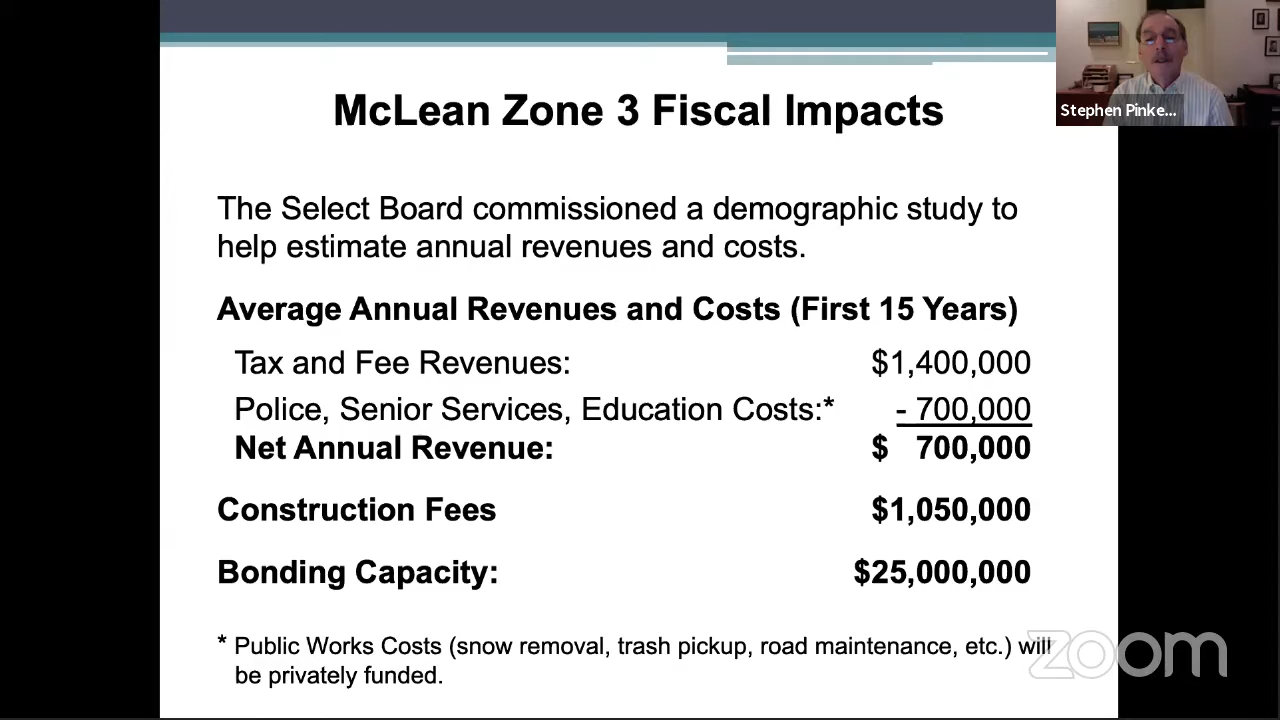 McLean Zone 3 Fiscal Impacts
Stephen Pinke...
The Select Board commissioned a demographic study to
help estimate annual revenues and costs.
Average Annual Revenues and Costs (First 15 Years)
Tax and Fee Revenues: $1,400,000
Police, Senior Services, Education Costs:* - 700,000
Net Annual Revenue: $ 700,000
Construction Fees $1,050,000
Bonding Capacity: $25,000,000
* Public Works Costs (snow removal, trash pickup, road maintenance, etc.) will
be privately funded.
zoom